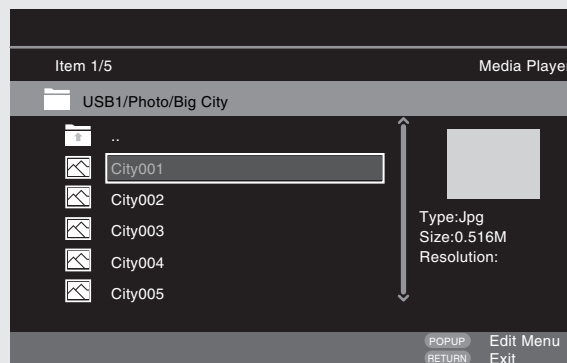 Item 1/5 Media Playe
USB1/Photo/Big City
..
City001
City002
City003
City004
City005
Type:Jpg
Size:0.516M
Resolution:
POPUP Edit Menu
RETURN Exit